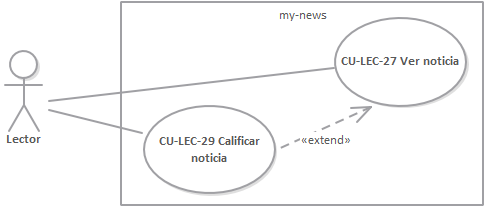 my-news
CU-LEC-27 Ver noticia
Lector
CU-LEC-29 Calificar
noticia
«extend»